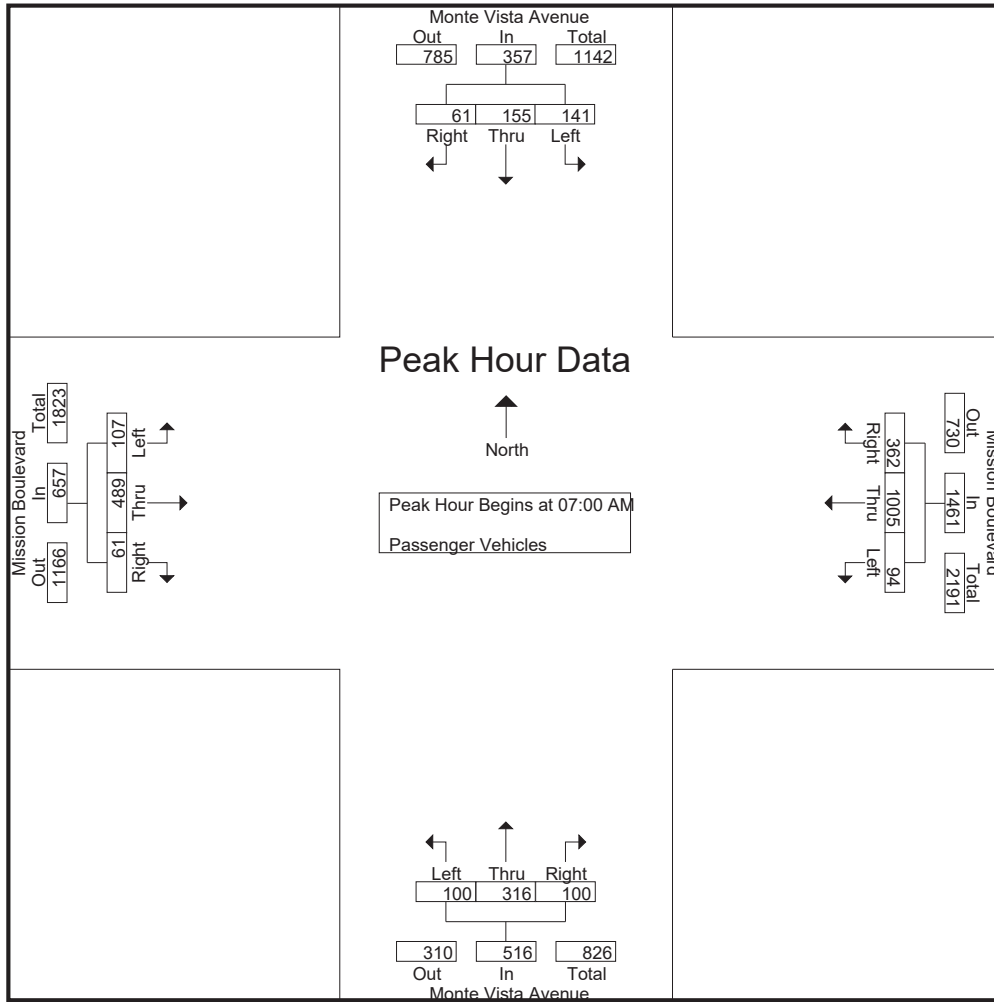 Monte Vista Avenue
Out In Total
785 357 1142
61 155 141
Right Thru Left
Peak Hour Data
North
Peak Hour Begins at 07:00 AM
Passenger Vehicles
Mission Boulevard
Out In Total
1166 657 1823
Left Thru Right
107 489 61
Mission Boulevard
Out In Total
730 1461 2191
Right Thru Left
362 1005 94
Left Thru Right
100 316 100
310 516 826
Out In Total
Monte Vista Avenue